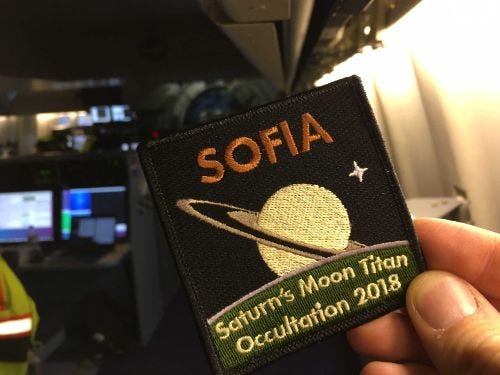 SOFIA
Saturn's Moon Titan
Occultation 2018